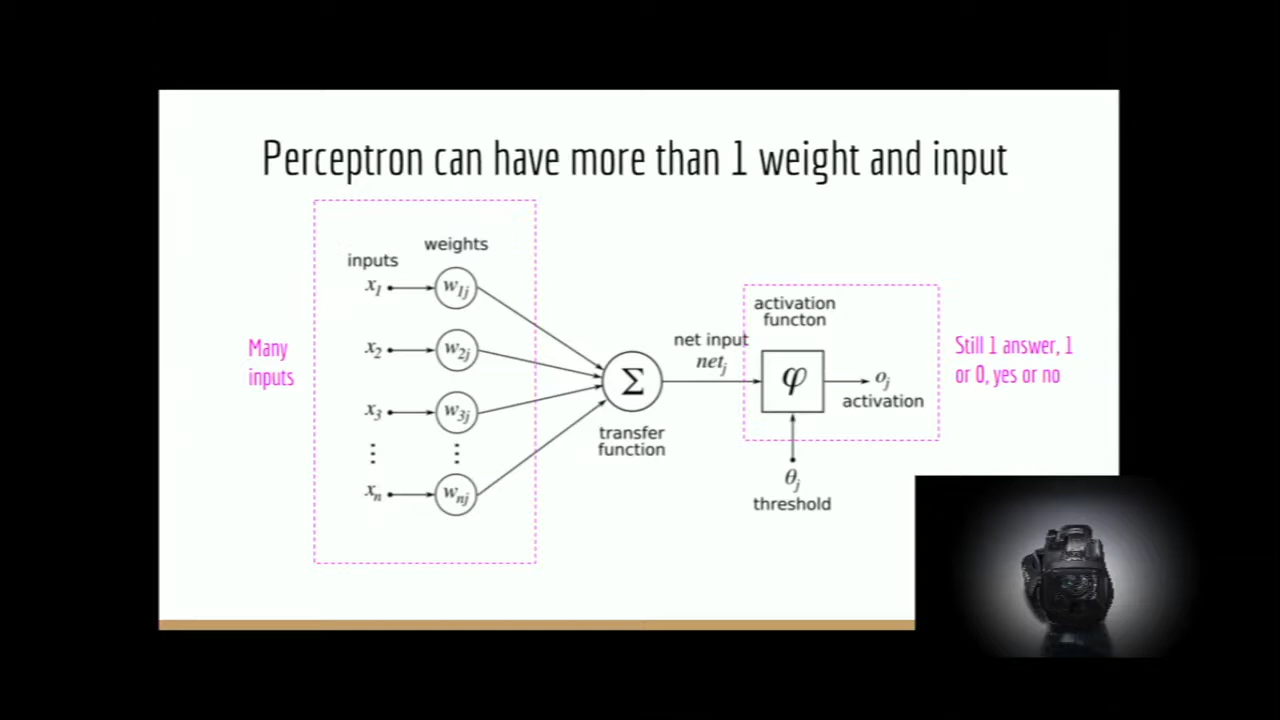 Perceptron can have more than 1 weight and input
weights
inputs
x1
w1j
x2
w2j
x3
w3j
⋮
⋮
xn
wnj
Many
inputs
Σ
transfer
function
net input
netj
activation
functon
φ
oj
activation
θj
threshold
Still 1 answer, 1
or 0, yes or no